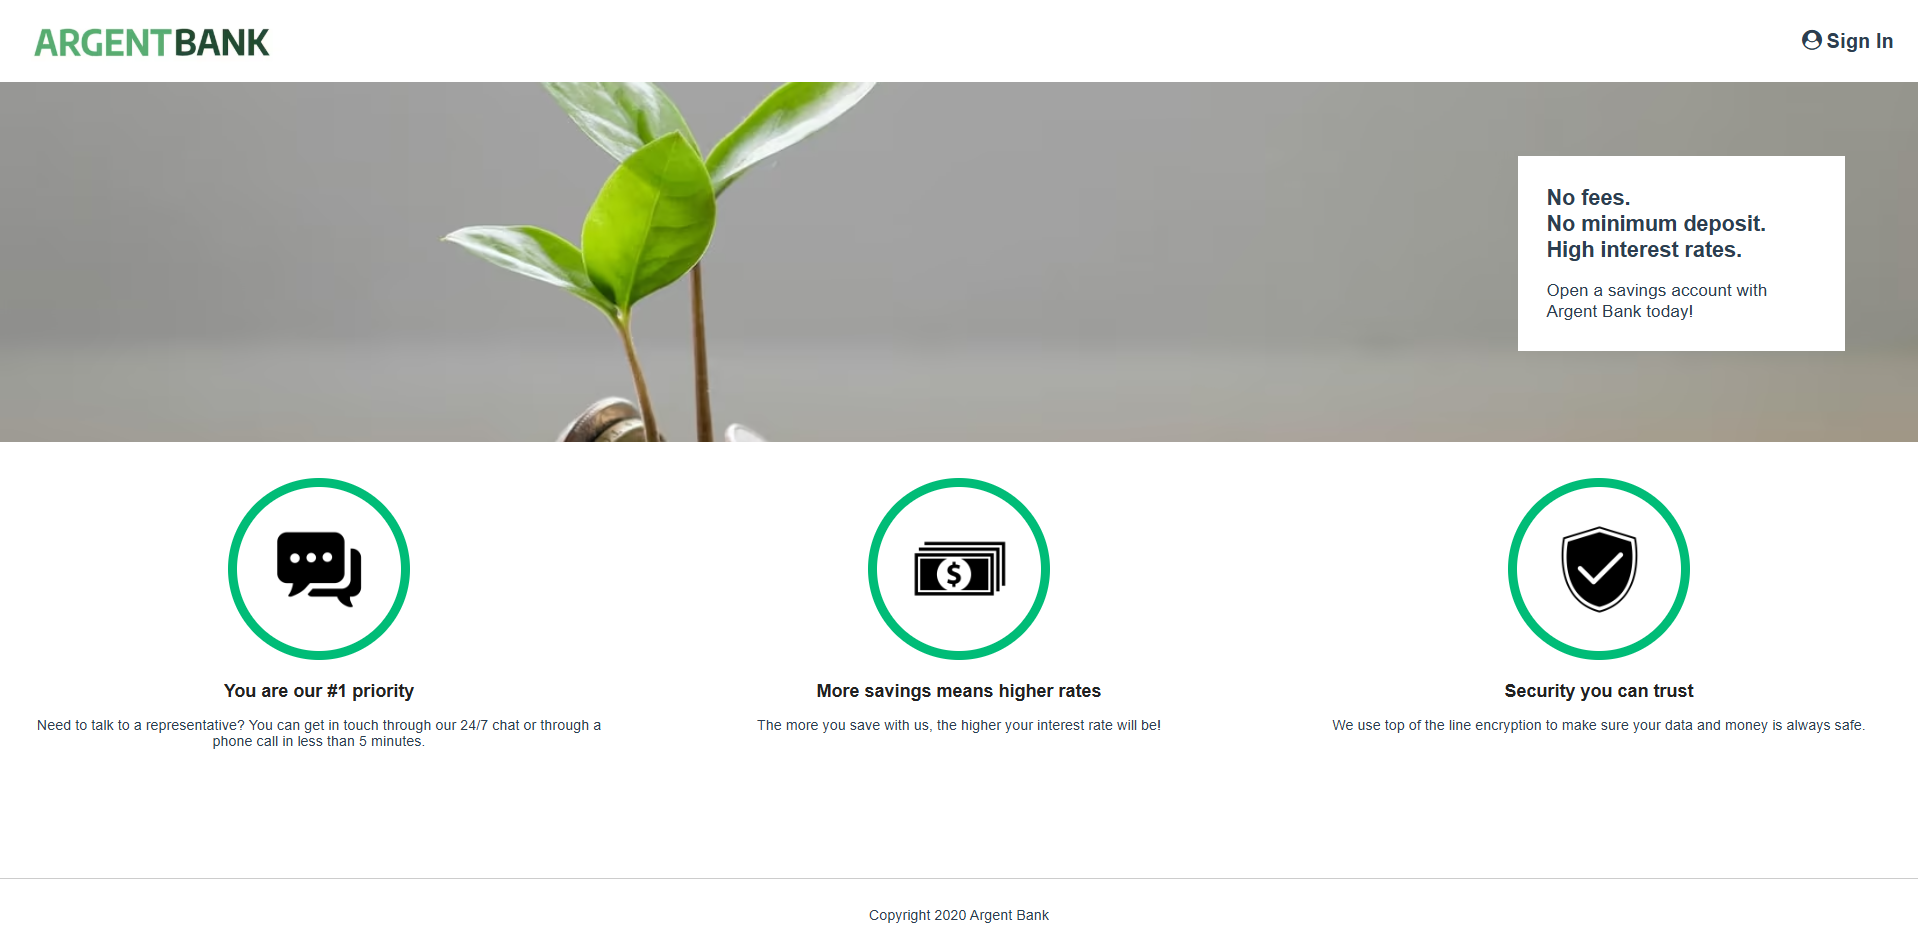 ARGENTBANK
Sign In
No fees.
No minimum deposit.
High interest rates.
Open a savings account with
Argent Bank today!
You are our #1 priority
Need to talk to a representative? You can get in touch through our 24/7 chat or through a
phone call in less than 5 minutes.
$
More savings means higher rates
The more you save with us, the higher your interest rate will be!
Security you can trust
We use top of the line encryption to make sure your data and money is always safe.
Copyright 2020 Argent Bank